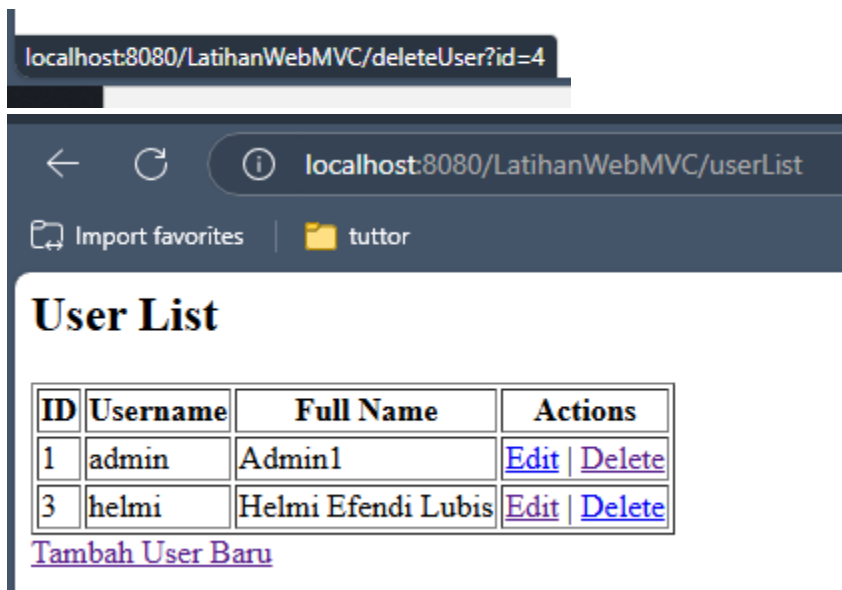 localhost:8080/LatihanWebMVC/deleteUser?id=4
localhost:8080/LatihanWebMVC/userList
Import favorites tuttor
User List
ID Username Full Name Actions
1 admin Admin1 Edit | Delete
3 helmi Helmi Efendi Lubis Edit | Delete
Tambah User Baru